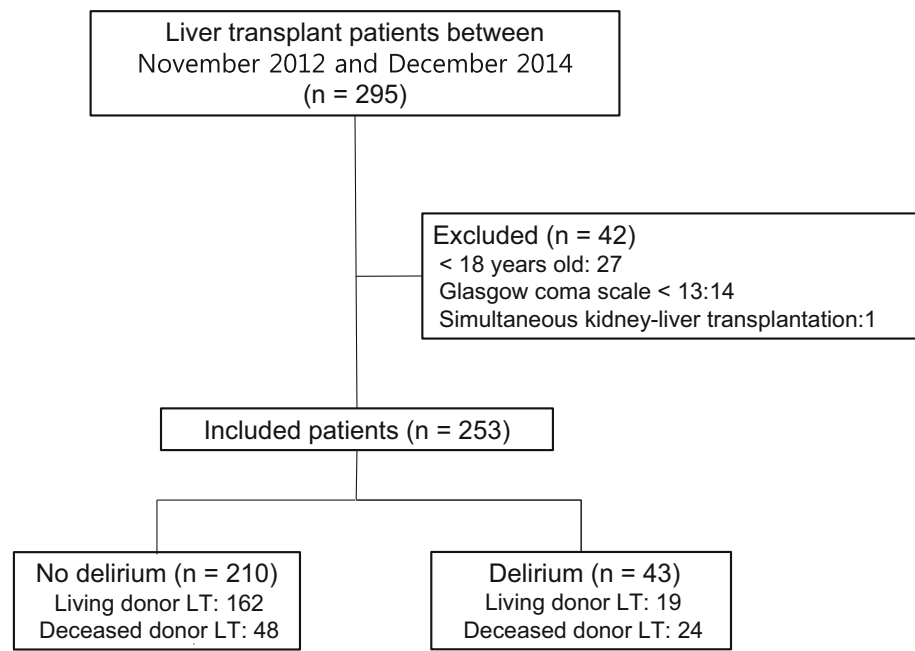 Liver transplant patients between
November 2012 and December 2014
(n = 295)
Excluded (n = 42)
< 18 years old: 27
Glasgow coma scale < 13:14
Simultaneous kidney-liver transplantation:1
Included patients (n = 253)
No delirium (n = 210)
Living donor LT: 162
Deceased donor LT: 48
Delirium (n = 43)
Living donor LT: 19
Deceased donor LT: 24